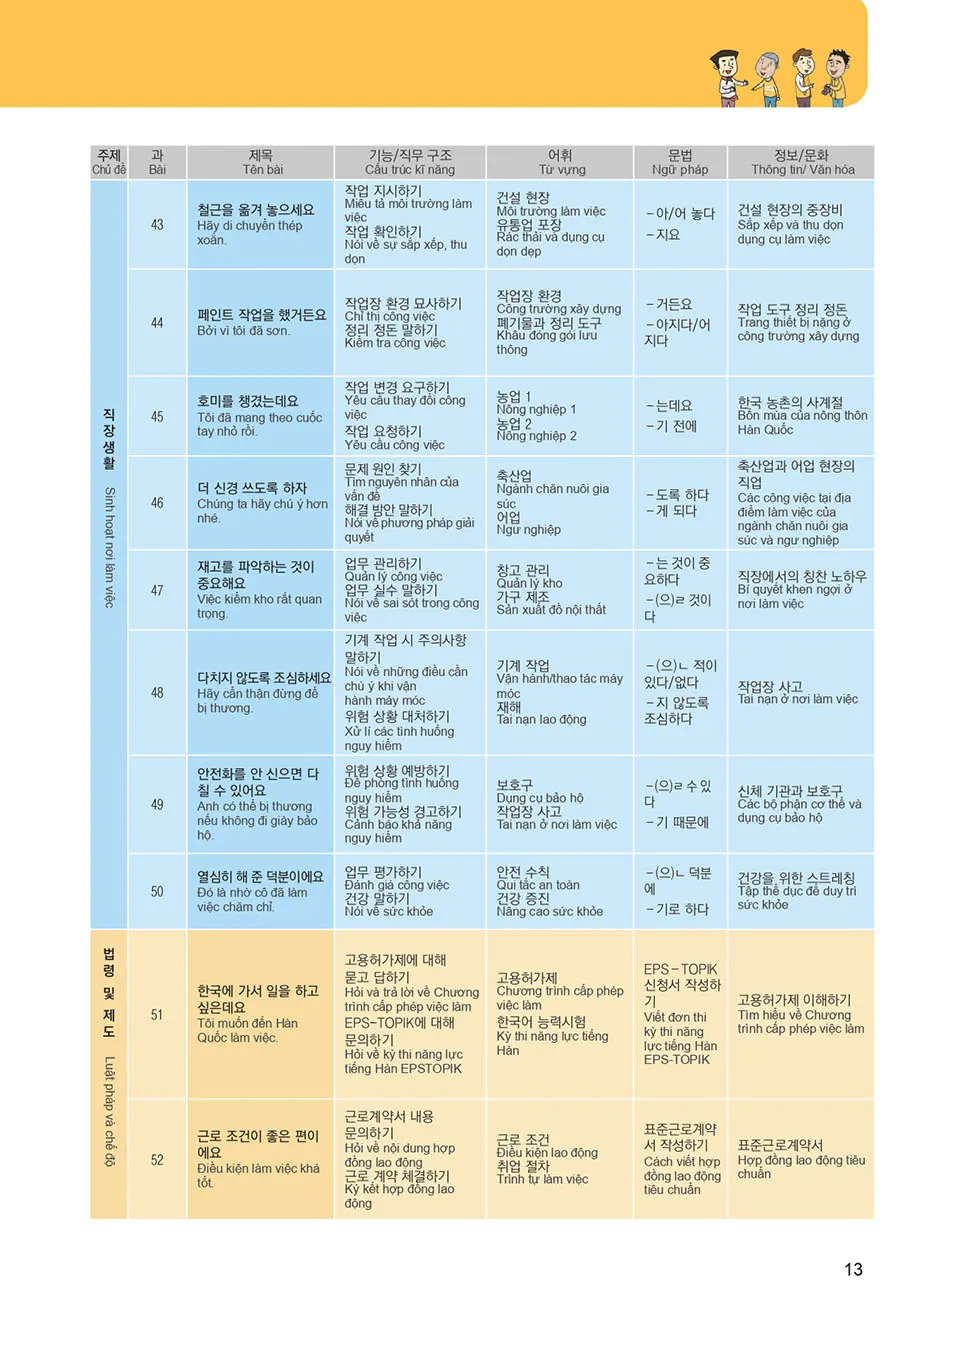 주제
Chủ đề
과
Bài
제목
Tên bài
기능/직무 구조
Cấu trúc kĩ năng
어휘
Từ vựng
문법
Ngữ pháp
정보/문화
Thông tin/ Văn hóa
직장생활 Sinh hoạt nơi làm việc
43
철근을 옮겨 놓으세요
Hãy di chuyển thép
xoắn.
작업 지시하기
Miêu tả môi trường làm
việc
작업 확인하기
Nói về sự sắp xếp, thu
dọn
건설 현장
Môi trường làm việc
유통업 포장
Rác thải và dụng cụ
dọn dẹp
–아/어 놓다
–지요
건설 현장의 중장비
Sắp xếp và thu dọn
dụng cụ làm việc
44
페인트 작업을 했거든요
Bởi vì tôi đã sơn.
작업장 환경 묘사하기
Chỉ thị công việc
정리 정돈 말하기
Kiểm tra công việc
작업장 환경
Công trường xây dựng
폐기물과 정리 도구
Khâu đóng gói lưu
thông
–거든요
–아지다/어
지다
작업 도구 정리 정돈
Trang thiết bị nặng ở
công trường xây dựng
45
호미를 챙겼는데요
Tôi đã mang theo cuốc
tay nhỏ rồi.
작업 변경 요구하기
Yêu cầu thay đổi công
việc
작업 요청하기
Yêu cầu công việc
농업 1
Nông nghiệp 1
농업 2
Nông nghiệp 2
–는데요
–기 전에
한국 농촌의 사계절
Bốn mùa của nông thôn
Hàn Quốc
46
더 신경 쓰도록 하자
Chúng ta hãy chú ý hơn
nhé.
문제 원인 찾기
Tìm nguyên nhân của
vấn đề
해결 방안 말하기
Nói về phương pháp giải
quyết
축산업
Ngành chăn nuôi gia
súc
어업
Ngư nghiệp
–도록 하다
–게 되다
축산업과 어업 현장의
직업
Các công việc tại địa
điểm làm việc của
ngành chăn nuôi gia
súc và ngư nghiệp
47
재고를 파악하는 것이
중요해요
Việc kiểm kho rất quan
trọng.
업무 관리하기
Quản lý công việc
업무 실수 말하기
Nói về sai sót trong công
việc
창고 관리
Quản lý kho
가구 제조
Sản xuất đồ nội thất
–는 것이 중
요하다
–(으)ㄹ 것이
다
직장에서의 칭찬 노하우
Bí quyết khen ngợi ở
nơi làm việc
48
다치지 않도록 조심하세요
Hãy cẩn thận đừng để
bị thương.
기계 작업 시 주의사항
말하기
Nói về những điều cần
chú ý khi vận
hành máy móc
위험 상황 대처하기
Xử lí các tình huống
nguy hiểm
기계 작업
Vận hành/thao tác máy
móc
재해
Tai nạn lao động
–(으)ㄴ 적이
있다/없다
–지 않도록
조심하다
작업장 사고
Tai nạn ở nơi làm việc
49
안전화를 안 신으면 다
칠 수 있어요
Anh có thể bị thương
nếu không đi giày bảo
hộ.
위험 상황 예방하기
Đề phòng tình huống
nguy hiểm
위험 가능성 경고하기
Cảnh báo khả năng
nguy hiểm
보호구
Dụng cụ bảo hộ
작업장 사고
Tai nạn ở nơi làm việc
–(으)ㄹ 수 있
다
–기 때문에
신체 기관과 보호구
Các bộ phận cơ thể và
dụng cụ bảo hộ
50
열심히 해 준 덕분이에요
Đó là nhờ cô đã làm
việc chăm chỉ.
업무 평가하기
Đánh giá công việc
건강 말하기
Nói về sức khỏe
안전 수칙
Qui tắc an toàn
건강 증진
Nâng cao sức khỏe
–(으)ㄴ 덕분
에
–기로 하다
건강을 위한 스트레칭
Tập thể dục để duy trì
sức khỏe
법령 및 제도 Luật pháp và chế độ
51
한국에 가서 일을 하고
싶은데요
Tôi muốn đến Hàn
Quốc làm việc.
고용허가제에 대해
묻고 답하기
Hỏi và trả lời về Chương
trình cấp phép việc làm
EPS-TOPIK에 대해
문의하기
Hỏi về kỳ thi năng lực
tiếng Hàn EPSTOPIK
고용허가제
Chương trình cấp phép
việc làm
한국어 능력시험
Kỳ thi năng lực tiếng
Hàn
EPS–TOPIK
신청서 작성하
기
Viết đơn thi
kỳ thi năng
lực tiếng Hàn
EPS-TOPIK
고용허가제 이해하기
Tìm hiểu về Chương
trình cấp phép việc làm
52
근로 조건이 좋은 편이
에요
Điều kiện làm việc khá
tốt.
근로계약서 내용
문의하기
Hỏi về nội dung hợp
đồng lao động
근로 계약 체결하기
Ký kết hợp đồng lao
động
근로 조건
Điều kiện lao động
취업 절차
Trình tự làm việc
표준근로계약
서 작성하기
Cách viết hợp
đồng lao động
tiêu chuẩn
표준근로계약서
Hợp đồng lao động tiêu
chuẩn
13